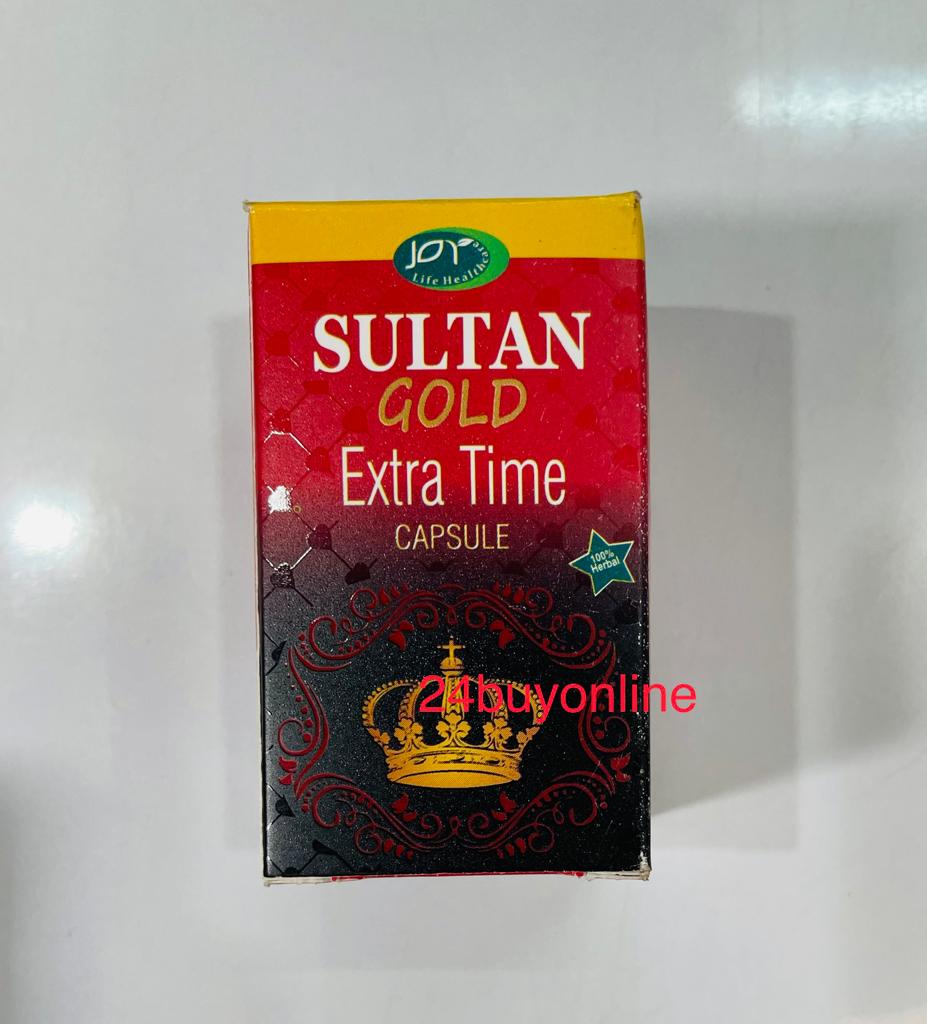 JOY
Life Healthcare
SULTAN
GOLD
Extra Time
CAPSULE
100%
Herbal
24buyonline